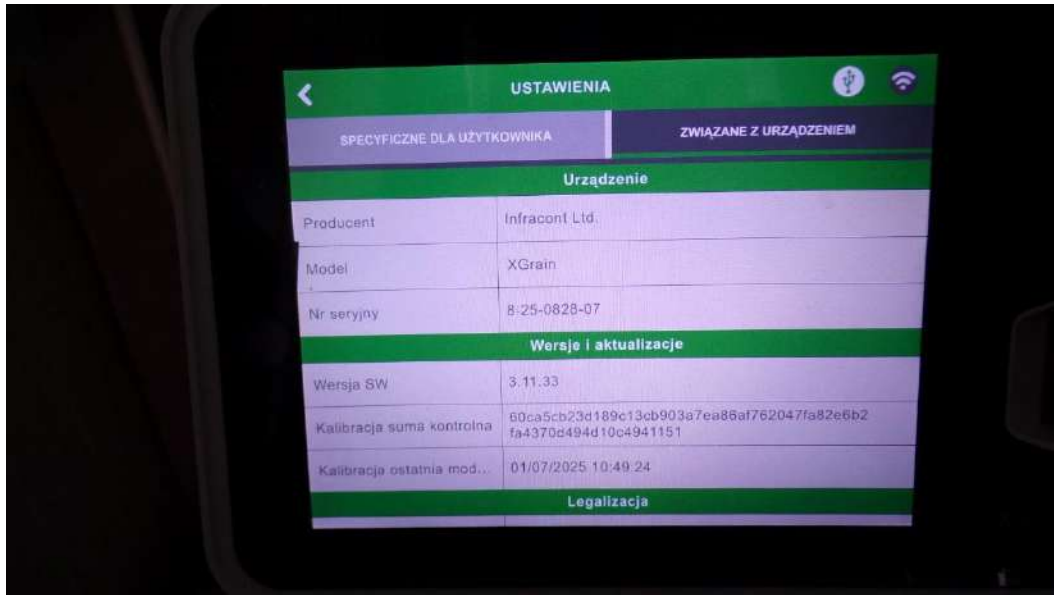 USTAWIENIA
SPECYFICZNE DLA UŻYTKOWNIKA
ZWIĄZANE Z URZĄDZENIEM
Urządzenie
Producent Infracont Ltd.
Model XGrain
Nr seryjny 8-25-0828-07
Wersje i aktualizacje
Wersja SW 3.11.33
Kalibracja suma kontrolna 60ca5cb23d189c13cb903a7ea86af762047fa82e6b2
fa4370d494d10c4941151
Kalibracja ostatnia mod... 01/07/2025 10:49:24
Legalizacja